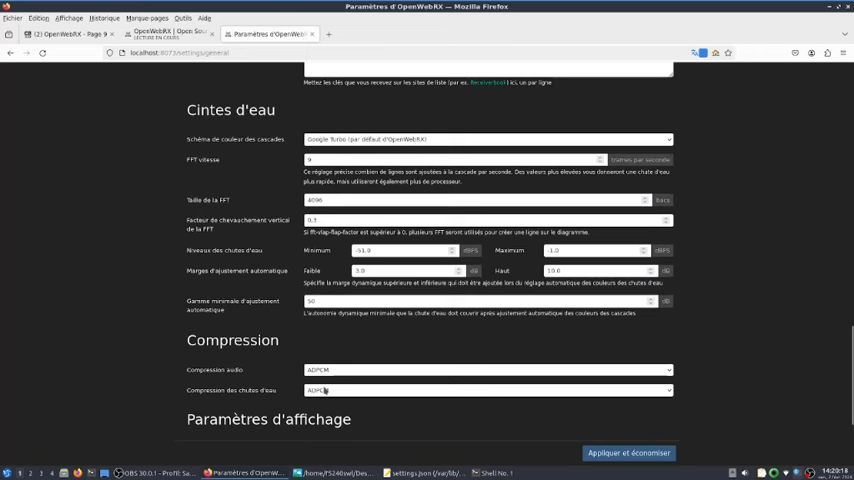 Paramètres d'OpenWebRX — Mozilla Firefox
Fichier Édition Affichage Historique Marque-pages Outils Aide
(2) OpenWebRX - Page 9
OpenWebRX | Open Sou
LECTURE EN COURS
Paramètres d'OpenWebR
localhost:8073/settings/general
Mettez les clés que vous recevez sur les sites de liste (par ex. Receiverbook) ici, un par ligne
Cintes d'eau
Schéma de couleur des cascades
Google Turbo (par défaut d'OpenWebRX)
FFT vitesse
9
trames par seconde
Ce réglage précise combien de lignes sont ajoutées à la cascade par seconde. Des valeurs plus élevées vous donneront une chute d'eau
plus rapide, mais utiliseront également plus de processeur.
Taille de la FFT
4096
bacs
Facteur de chevauchement vertical
de la FFT
0,3
Si fft-vlap-flap-factor est supérieur à 0, plusieurs FFT seront utilisés pour créer une ligne sur le diagramme.
Niveaux des chutes d'eau
Minimum
-51.0
dBFS
Maximum
-1.0
dBFS
Marges d'ajustement automatique
Faible
3.0
dB
Haut
10.0
dB
Spécifie la marge dynamique supérieure et inférieure qui doit être ajoutée lors du réglage automatique des couleurs des chutes d'eau
Gamme minimale d'ajustement
automatique
50
dB
L'autonomie dynamique minimale que la chute d'eau doit couvrir après ajustement automatique des couleurs des cascades
Compression
Compression audio
ADPCM
Compression des chutes d'eau
ADPCM
Paramètres d'affichage
Appliquer et économiser
1 2 3 4
OBS 30.0.1 - Profil: Sa...
Paramètres d'OpenW...
/home/F5240swl/Des...
settings.json (/var/lib/...
Shell No. 1
14:20:18